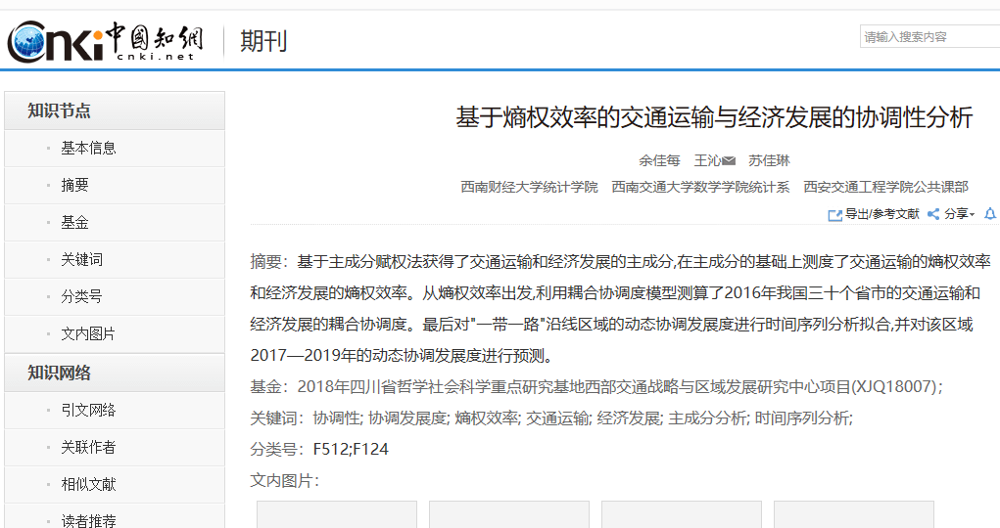 Cnki中国知網
cnki.net
期刊
请输入搜索内容
知识节点
基本信息
摘要
基金
关键词
分类号
文内图片
知识网络
引文网络
关联作者
相似文献
读者推荐
基于熵权效率的交通运输与经济发展的协调性分析
余佳每 王沁 苏佳琳
西南财经大学统计学院 西南交通大学数学学院统计系 西安交通工程学院公共课部
导出/参考文献 分享
摘要：基于主成分赋权法获得了交通运输和经济发展的主成分,在主成分的基础上测度了交通运输的熵权效率
和经济发展的熵权效率。从熵权效率出发,利用耦合协调度模型测算了2016年我国三十个省市的交通运输和
经济发展的耦合协调度。最后对"一带一路"沿线区域的动态协调发展度进行时间序列分析拟合,并对该区域
2017—2019年的动态协调发展度进行预测。
基金：2018年四川省哲学社会科学重点研究基地西部交通战略与区域发展研究中心项目(XJQ18007)；
关键词：协调性; 协调发展度; 熵权效率; 交通运输; 经济发展; 主成分分析; 时间序列分析;
分类号：F512;F124
文内图片：